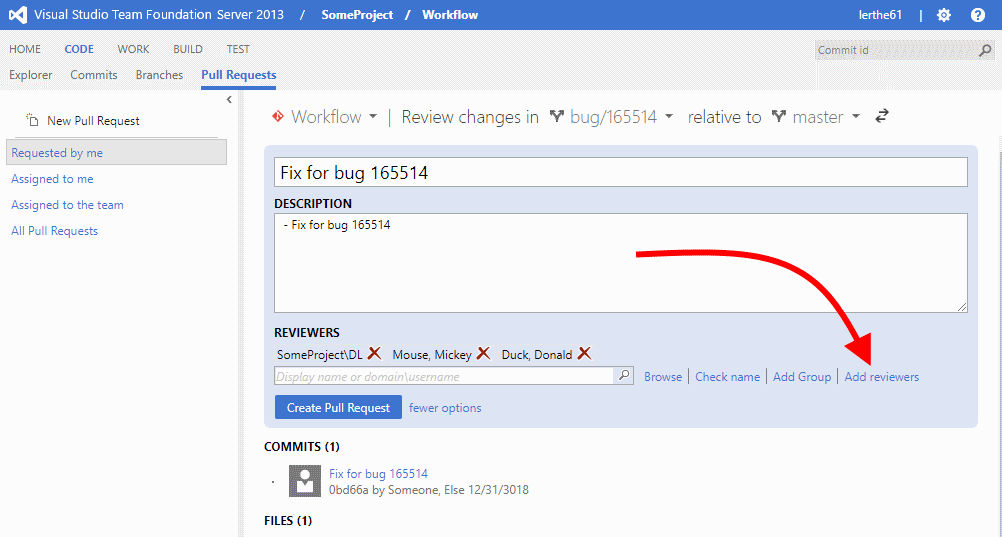 Visual Studio Team Foundation Server 2013 / SomeProject / Workflow lerthe61 |
HOME CODE WORK BUILD TEST Commit id
Explorer Commits Branches Pull Requests
New Pull Request
Requested by me
Assigned to me
Assigned to the team
All Pull Requests
Workflow | Review changes in bug/165514 relative to master
Fix for bug 165514
DESCRIPTION
- Fix for bug 165514
REVIEWERS
SomeProject\DL Mouse, Mickey Duck, Donald
Display name or domain\username Browse | Check name | Add Group | Add reviewers
Create Pull Request fewer options
COMMITS (1)
Fix for bug 165514
0bd66a by Someone, Else 12/31/3018
FILES (1)